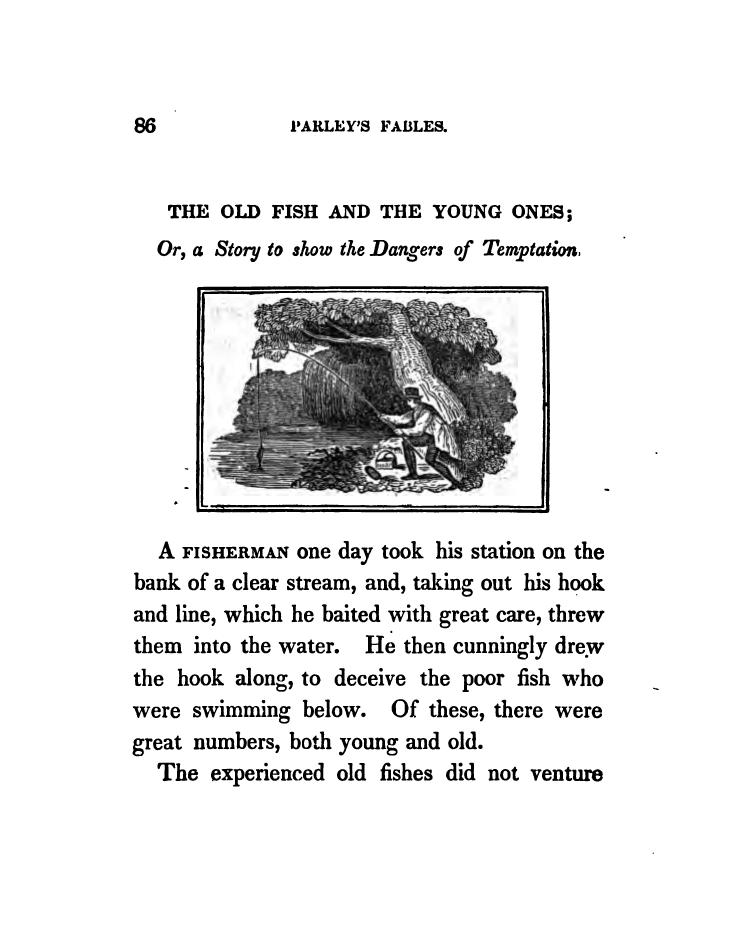 86 PARLEY'S FABLES.
THE OLD FISH AND THE YOUNG ONES;
Or, a Story to show the Dangers of Temptation.
A FISHERMAN one day took his station on the
bank of a clear stream, and, taking out his hook
and line, which he baited with great care, threw
them into the water. He then cunningly drew
the hook along, to deceive the poor fish who
were swimming below. Of these, there were
great numbers, both young and old.
The experienced old fishes did not venture